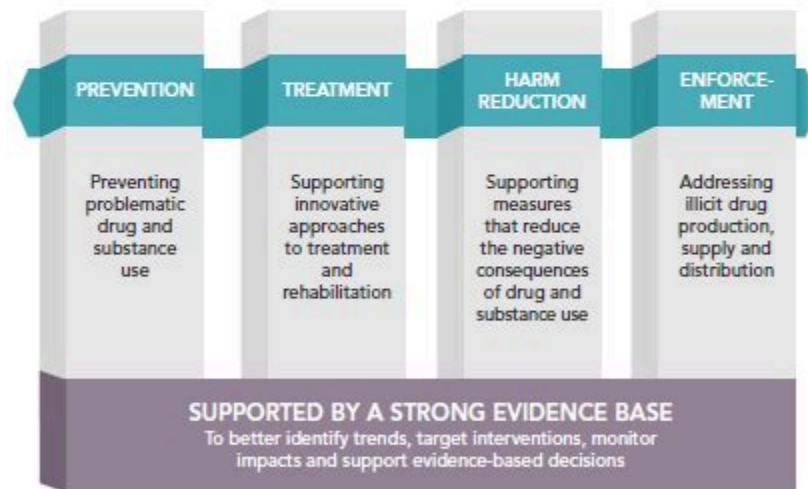 PREVENTION
Preventing
problematic
drug and
substance
use
TREATMENT
Supporting
innovative
approaches
to treatment
and
rehabilitation
HARM
REDUCTION
Supporting
measures
that reduce
the negative
consequences
of drug and
substance use
ENFORCE-
MENT
Addressing
illicit drug
production,
supply and
distribution
SUPPORTED BY A STRONG EVIDENCE BASE
To better identify trends, target interventions, monitor
impacts and support evidence-based decisions